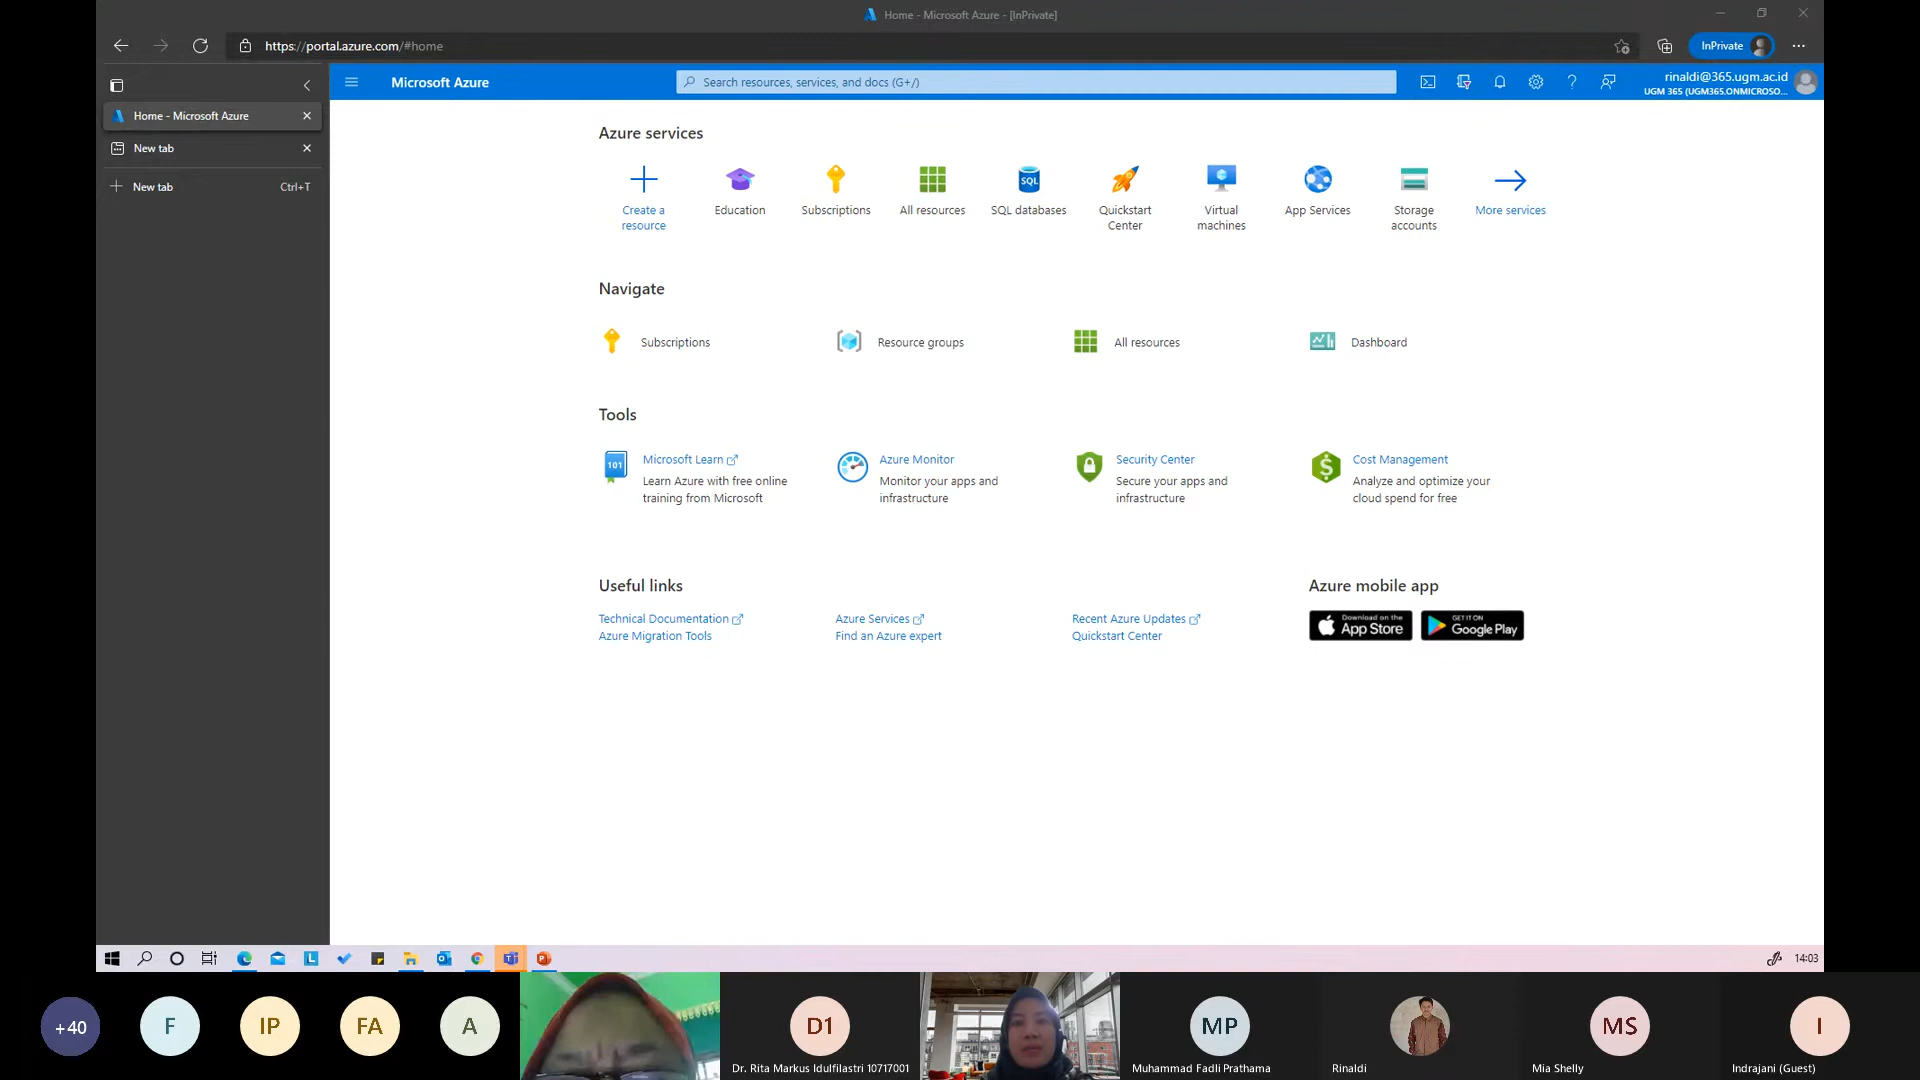 Home - Microsoft Azure - [InPrivate]
https://portal.azure.com/#home
InPrivate
Microsoft Azure
Search resources, services, and docs (G+/)
rinaldi@365.ugm.ac.id
UGM 365 (UGM365.ONMICROSO...
Home - Microsoft Azure
New tab
New tab Ctrl+T
Azure services
Create a resource
Education
Subscriptions
All resources
SQL
SQL databases
Quickstart Center
Virtual machines
App Services
Storage accounts
More services
Navigate
Subscriptions
Resource groups
All resources
Dashboard
Tools
101
Microsoft Learn
Learn Azure with free online
training from Microsoft
Azure Monitor
Monitor your apps and
infrastructure
Security Center
Secure your apps and
infrastructure
Cost Management
Analyze and optimize your
cloud spend for free
Useful links
Technical Documentation
Azure Migration Tools
Azure Services
Find an Azure expert
Recent Azure Updates
Quickstart Center
Azure mobile app
Download on the
App Store
GET IT ON
Google Play
14:03
+40
F
IP
FA
A
D1
Dr. Rita Markus Idulfilastri 10717001
MP
Muhammad Fadli Prathama
Rinaldi
MS
Mia Shelly
I
Indrajani (Guest)